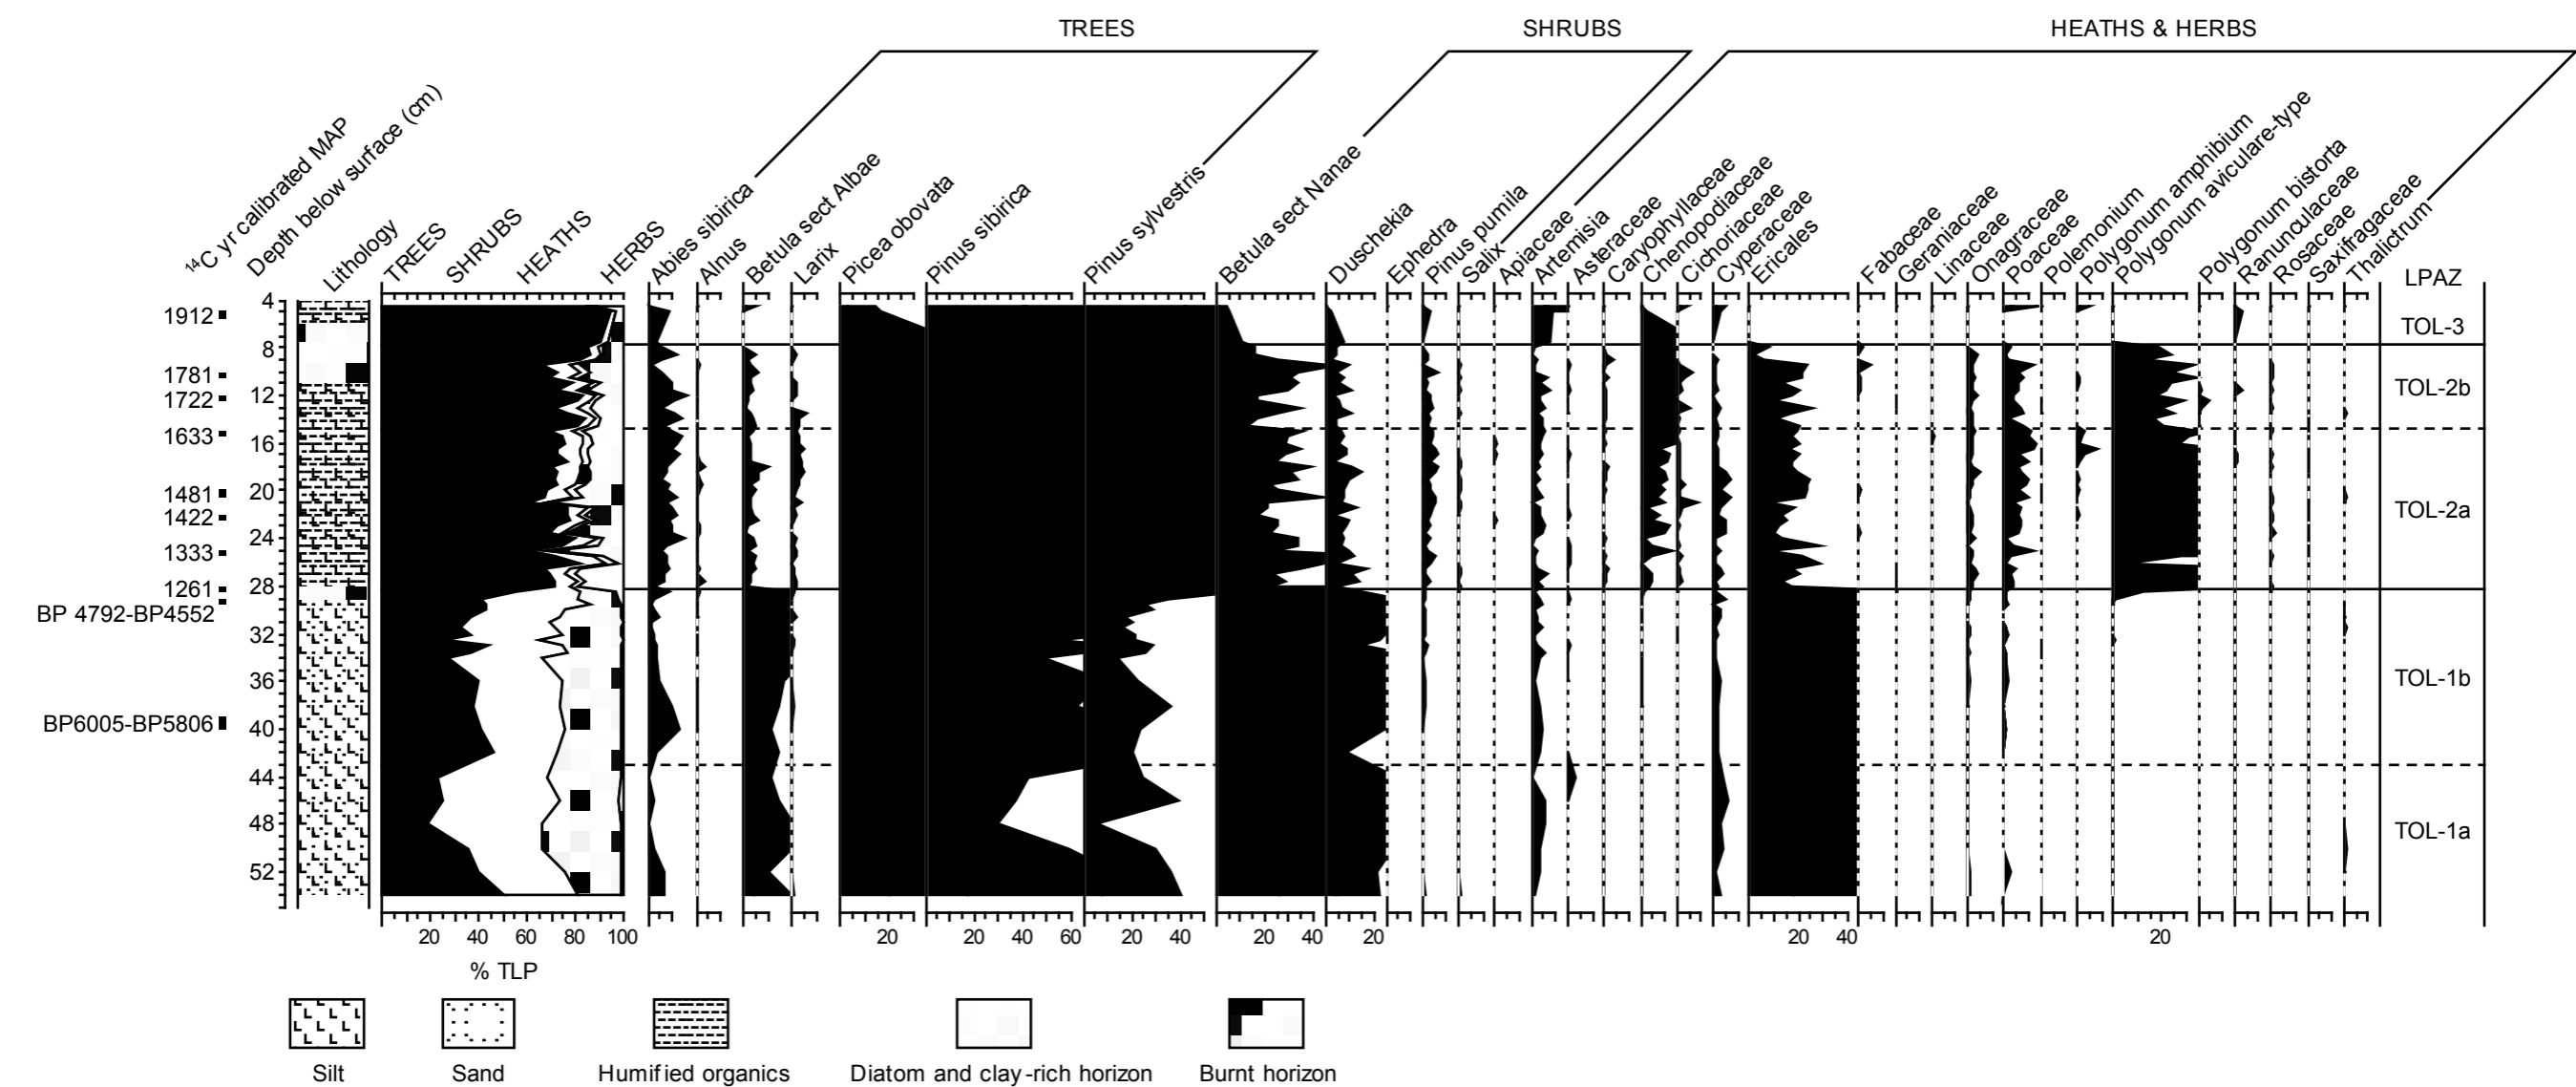 TREES SHRUBS HEATHS & HERBS
¹⁴C yr calibrated MAP
Depth below surface (cm)
Lithology
TREES
SHRUBS
HEATHS
HERBS
Abies sibirica
Alnus
Betula sect Albae
Larix
Picea obovata
Pinus sibirica
Pinus sylvestris
Betula sect Nanae
Duschekia
Ephedra
Pinus pumila
Salix
Apiaceae
Artemisia
Asteraceae
Caryophyllaceae
Chenopodiaceae
Cichoriaceae
Cyperaceae
Ericales
Fabaceae
Geraniaceae
Linaceae
Onagraceae
Poaceae
Polemonium
Polygonum amphibium
Polygonum aviculare-type
Polygonum bistorta
Ranunculaceae
Rosaceae
Saxifragaceae
Thalictrum
LPAZ
4
1912
TOL-3
8
1781
TOL-2b
12
1722
1633
16
1481
20
1422
TOL-2a
24
1333
1261
28
BP 4792-BP4552
32
36
TOL-1b
BP6005-BP5806
40
44
48
TOL-1a
52
20 40 60 80 100 20 20 40 60 20 40 20 40 20 20 40 20
% TLP
Silt Sand Humified organics Diatom and clay-rich horizon Burnt horizon